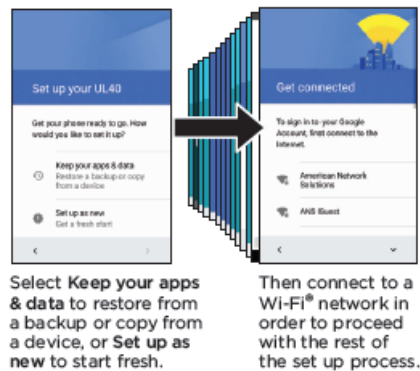 Set up your UL40
Get your phone ready to go. How
would you like to set it up?
Keep your apps & data
Restore a backup or copy
from a device
Set up as new
Get a fresh start
Select Keep your apps
& data to restore from
a backup or copy from
a device, or Set up as
new to start fresh.
Get connected
To sign in to your Google
Account, first connect to the
Internet.
American Network
Solutions
ANS Guest
Then connect to a
Wi-Fi® network in
order to proceed
with the rest of
the set up process.